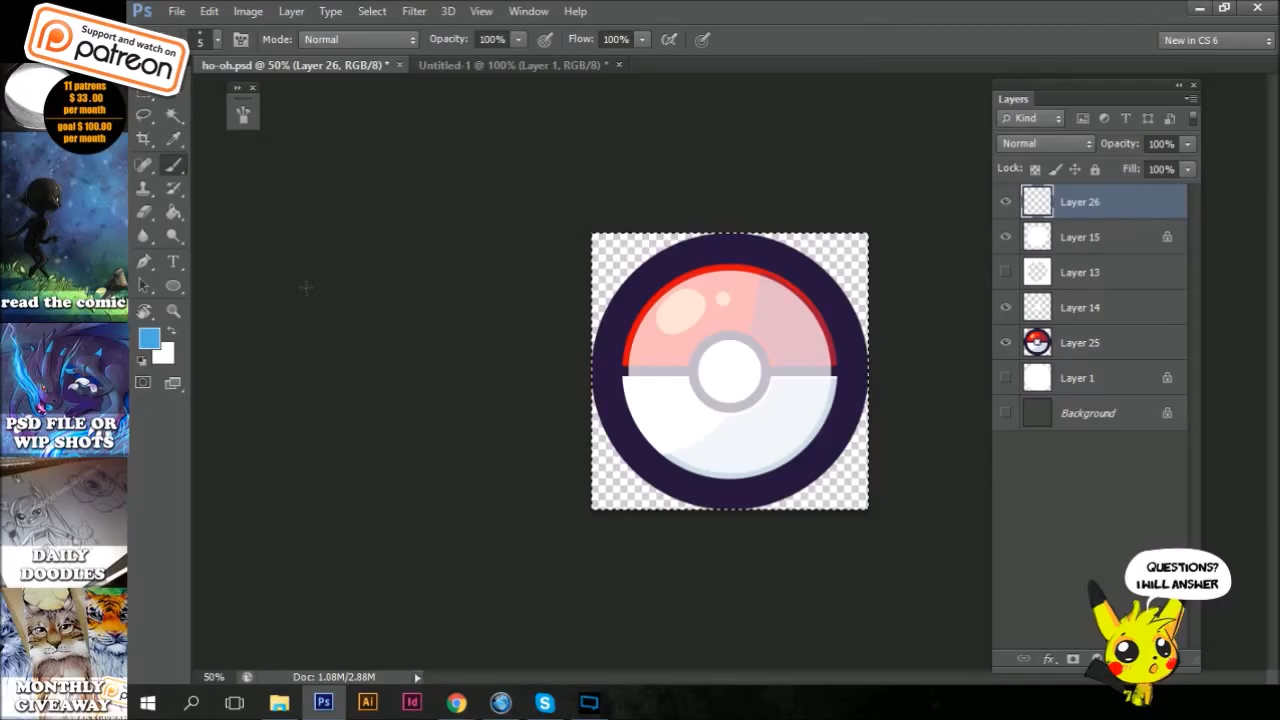 Support and watch on
patreon
11 patrons
$ 33 .00
per month
goal $ 100.00
per month
read the comic
PSD FILE OR
WIP SHOTS
DAILY
DOODLES
MONTHLY
GIVEAWAY
Ps File Edit Image Layer Type Select Filter 3D View Window Help
5 Mode: Normal Opacity: 100% Flow: 100% New in CS 6
ho-oh.psd @ 50% (Layer 26, RGB/8) * × Untitled-1 @ 100% (Layer 1, RGB/8) * ×
Layers
Kind
Normal Opacity: 100%
Lock: Fill: 100%
Layer 26
Layer 15
Layer 13
Layer 14
Layer 25
Layer 1
Background
QUESTIONS?
I WILL ANSWER
fx
50% Doc: 1.08M/2.88M
Ps Ai Id